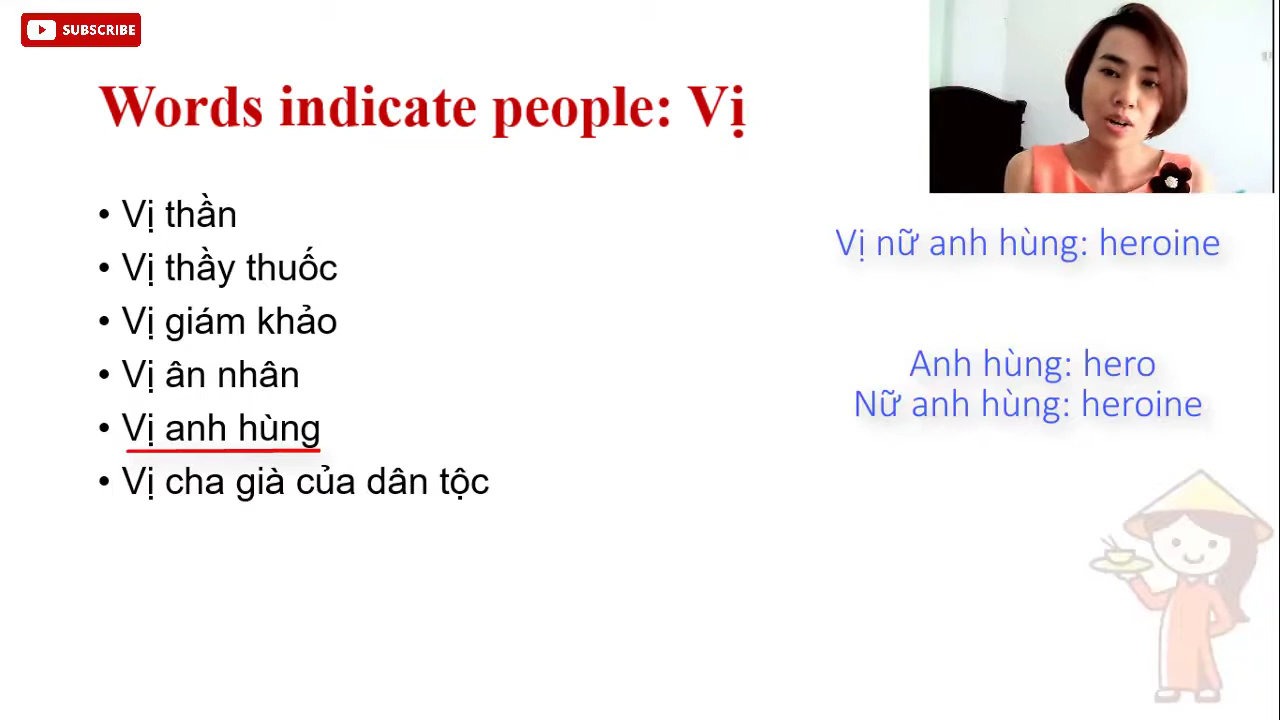 SUBSCRIBE
Words indicate people: Vị
• Vị thần
• Vị thầy thuốc
• Vị giám khảo
• Vị ân nhân
• Vị anh hùng
• Vị cha già của dân tộc
Vị nữ anh hùng: heroine
Anh hùng: hero
Nữ anh hùng: heroine